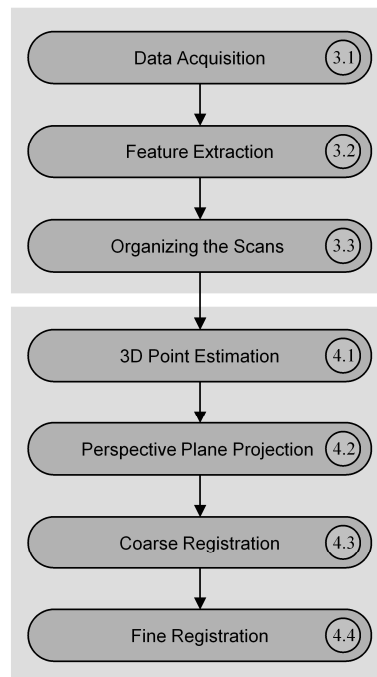 Data Acquisition 3.1
Feature Extraction 3.2
Organizing the Scans 3.3
3D Point Estimation 4.1
Perspective Plane Projection 4.2
Coarse Registration 4.3
Fine Registration 4.4